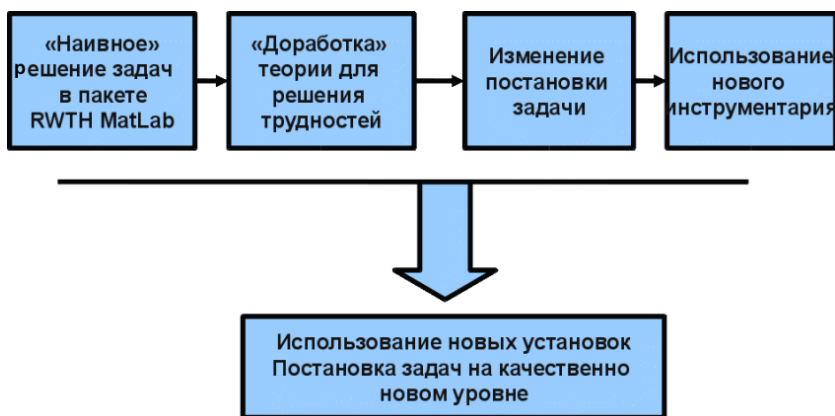 «Наивное»
решение задач
в пакете
RWTH MatLab
«Доработка»
теории для
решения
трудностей
Изменение
постановки
задачи
Использование
нового
инструментария
Использование новых установок
Постановка задач на качественно
новом уровне